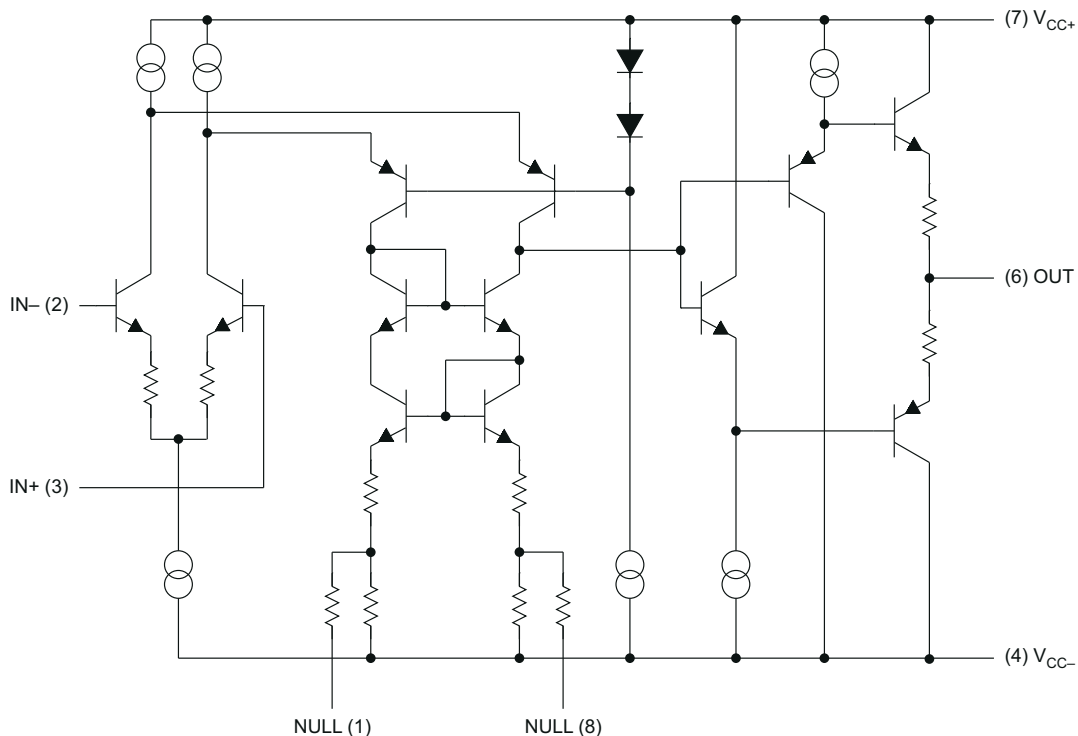 (7) VCC+
IN– (2)
(6) OUT
IN+ (3)
(4) VCC–
NULL (1)
NULL (8)